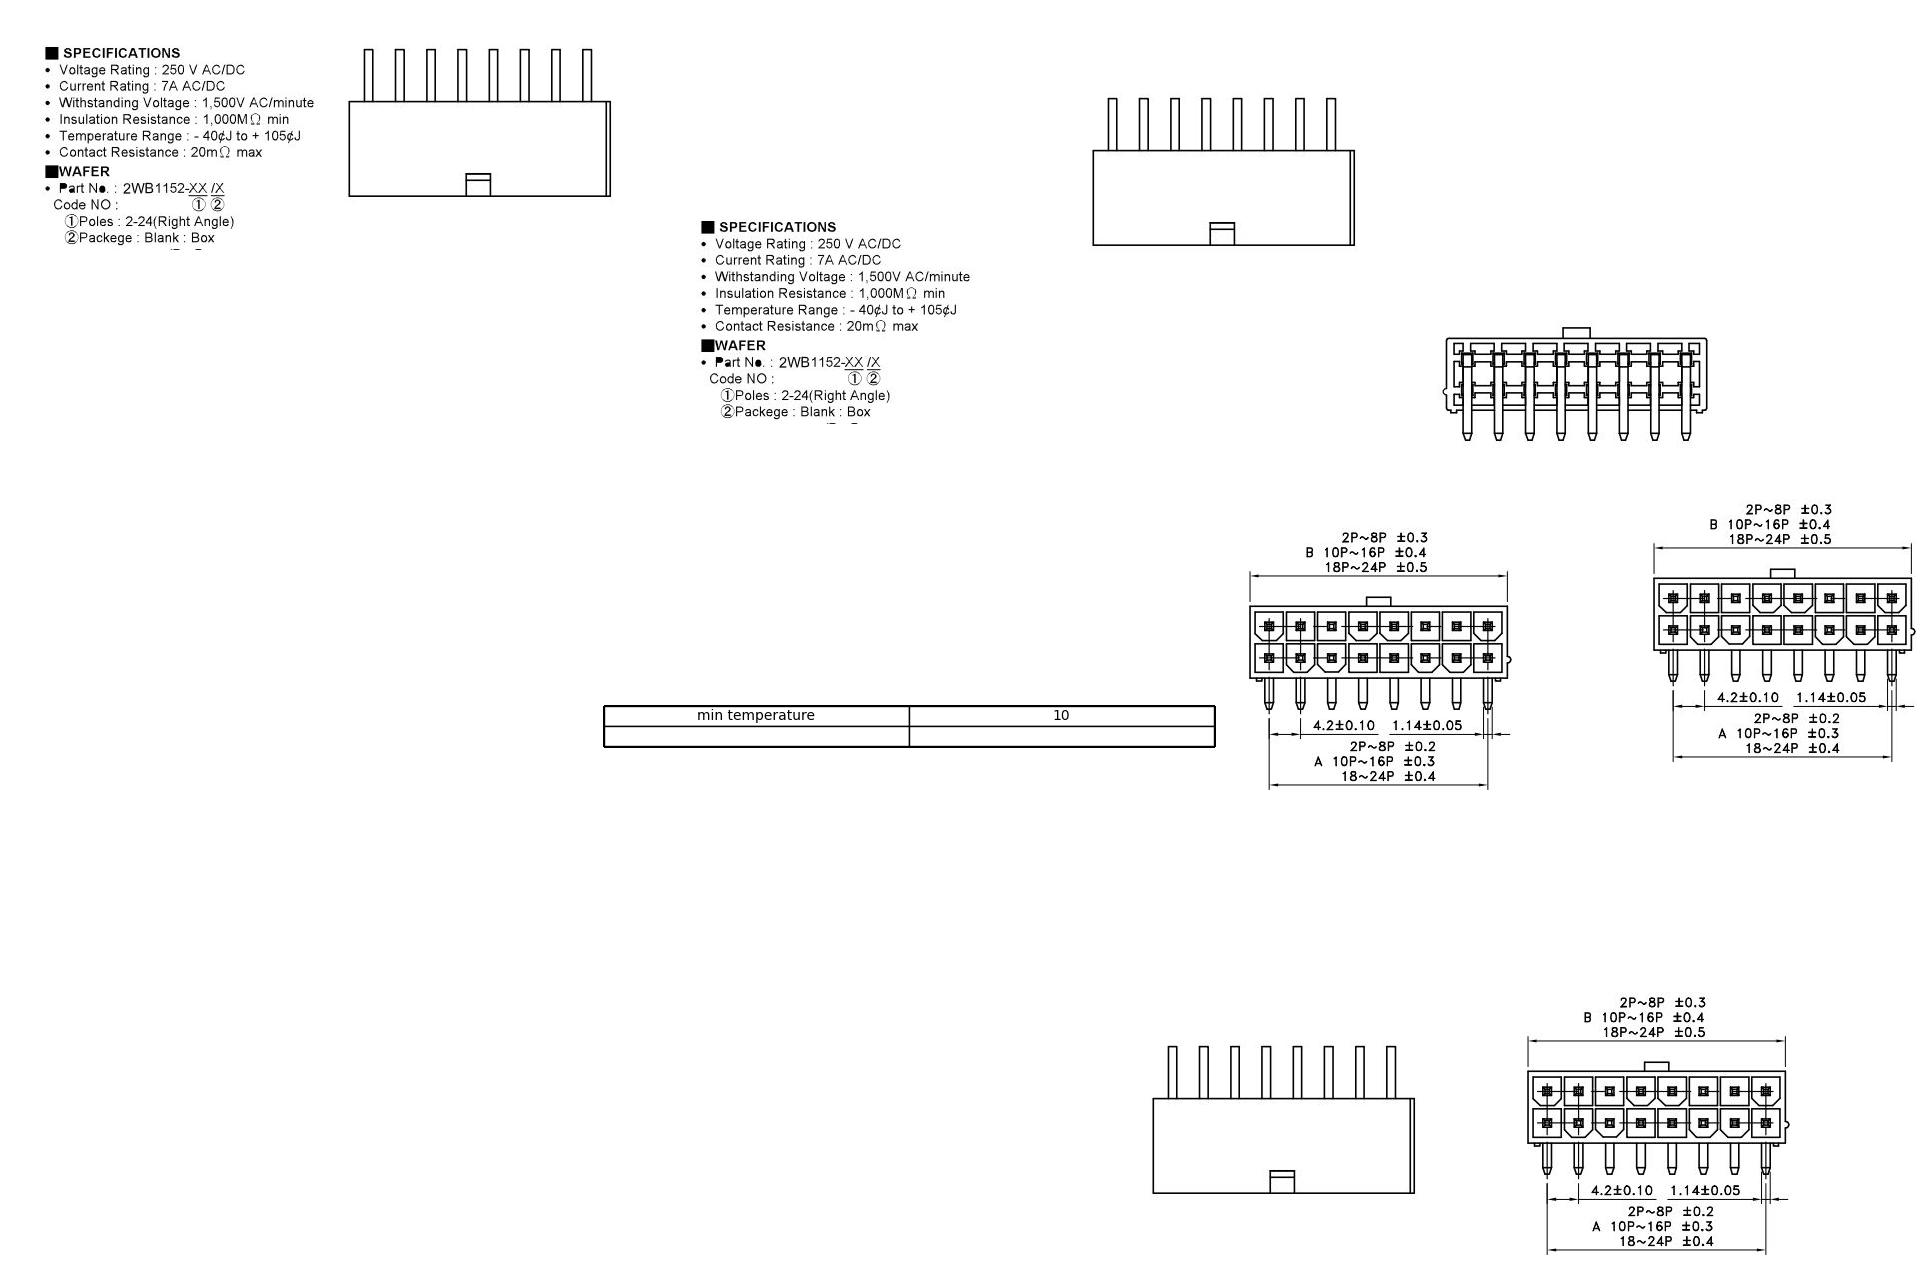 ■ SPECIFICATIONS
• Voltage Rating : 250 V AC/DC
• Current Rating : 7A AC/DC
• Withstanding Voltage : 1,500V AC/minute
• Insulation Resistance : 1,000MΩ min
• Temperature Range : - 40¢J to + 105¢J
• Contact Resistance : 20mΩ max
■WAFER
• Part No. : 2WB1152-XX /X
Code NO : ① ②
①Poles : 2-24(Right Angle)
②Packege : Blank : Box
■ SPECIFICATIONS
• Voltage Rating : 250 V AC/DC
• Current Rating : 7A AC/DC
• Withstanding Voltage : 1,500V AC/minute
• Insulation Resistance : 1,000MΩ min
• Temperature Range : - 40¢J to + 105¢J
• Contact Resistance : 20mΩ max
■WAFER
• Part No. : 2WB1152-XX /X
Code NO : ① ②
①Poles : 2-24(Right Angle)
②Packege : Blank : Box
2P~8P ±0.3
B 10P~16P ±0.4
18P~24P ±0.5
4.2±0.10 1.14±0.05
2P~8P ±0.2
A 10P~16P ±0.3
18~24P ±0.4
2P~8P ±0.3
B 10P~16P ±0.4
18P~24P ±0.5
4.2±0.10 1.14±0.05
2P~8P ±0.2
A 10P~16P ±0.3
18~24P ±0.4
min temperature 10
2P~8P ±0.3
B 10P~16P ±0.4
18P~24P ±0.5
4.2±0.10 1.14±0.05
2P~8P ±0.2
A 10P~16P ±0.3
18~24P ±0.4